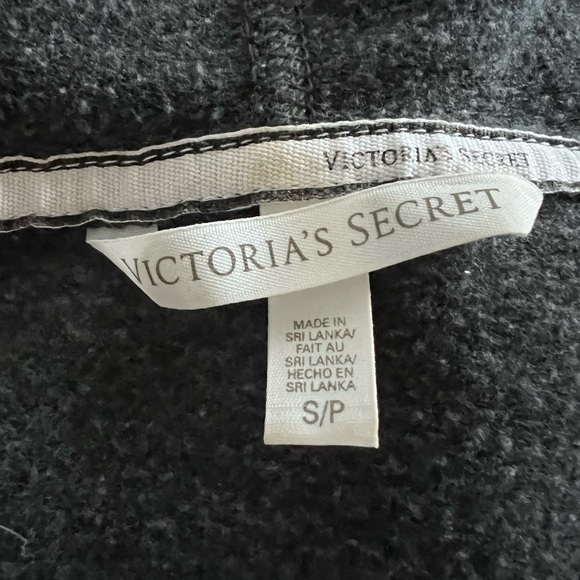 VICTORIA'S SECRET
VICTORIA'S SECRET
MADE IN
SRI LANKA/
FAIT AU
SRI LANKA/
HECHO EN
SRI LANKA
S/P